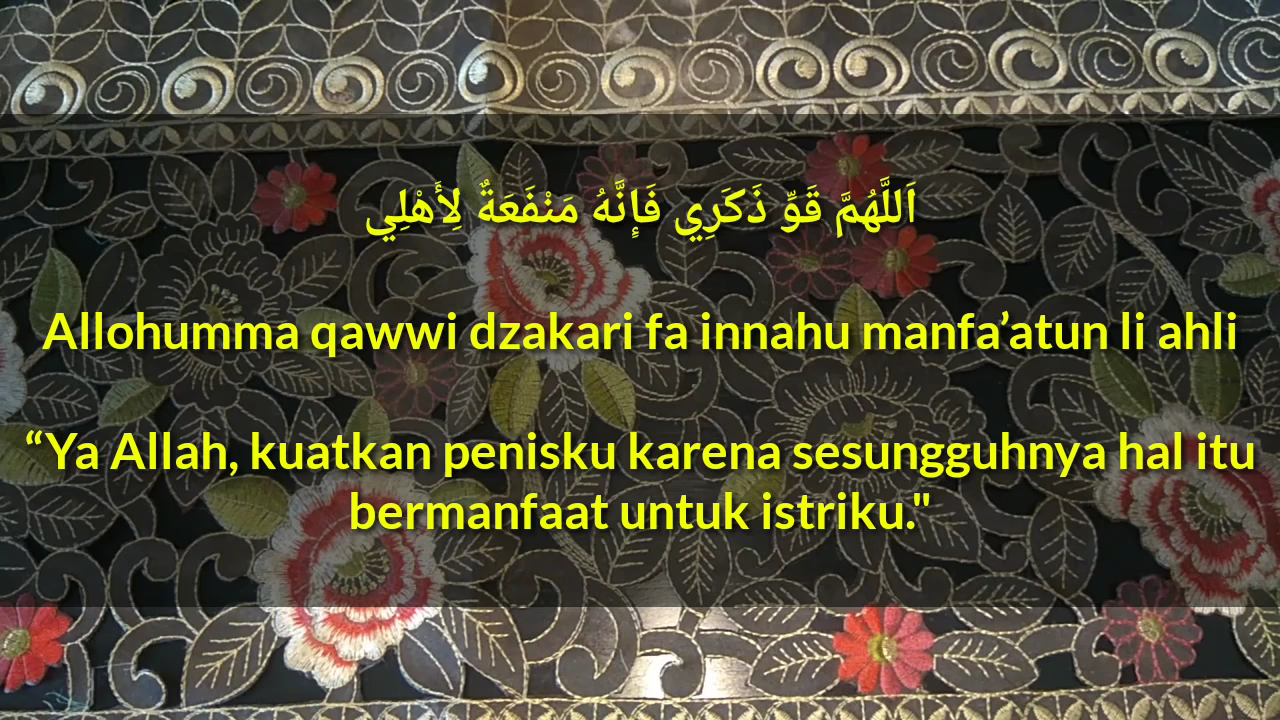 اَللَّهُمَّ قَوِّ ذَكَرِي فَإِنَّهُ مَنْفَعَةٌ لِأَهْلِي
Allohumma qawwi dzakari fa innahu manfa’atun li ahli
“Ya Allah, kuatkan penisku karena sesungguhnya hal itu
bermanfaat untuk istriku."